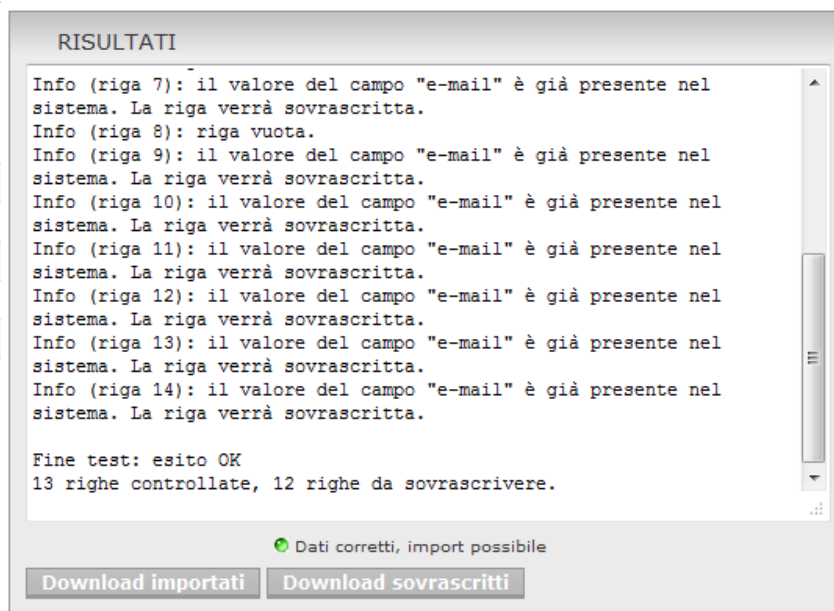 RISULTATI
Info (riga 7): il valore del campo "e-mail" è già presente nel
sistema. La riga verrà sovrascritta.
Info (riga 8): riga vuota.
Info (riga 9): il valore del campo "e-mail" è già presente nel
sistema. La riga verrà sovrascritta.
Info (riga 10): il valore del campo "e-mail" è già presente nel
sistema. La riga verrà sovrascritta.
Info (riga 11): il valore del campo "e-mail" è già presente nel
sistema. La riga verrà sovrascritta.
Info (riga 12): il valore del campo "e-mail" è già presente nel
sistema. La riga verrà sovrascritta.
Info (riga 13): il valore del campo "e-mail" è già presente nel
sistema. La riga verrà sovrascritta.
Info (riga 14): il valore del campo "e-mail" è già presente nel
sistema. La riga verrà sovrascritta.
Fine test: esito OK
13 righe controllate, 12 righe da sovrascrivere.
Dati corretti, import possibile
Download importati Download sovrascritti